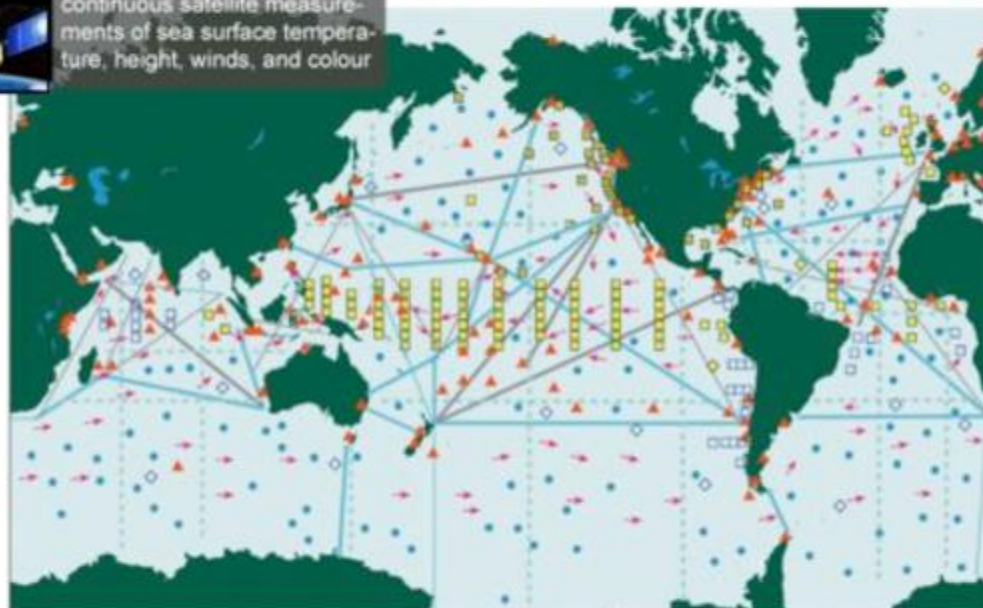 continuous satellite measure-
ments of sea surface tempera-
ture, height, winds, and colour